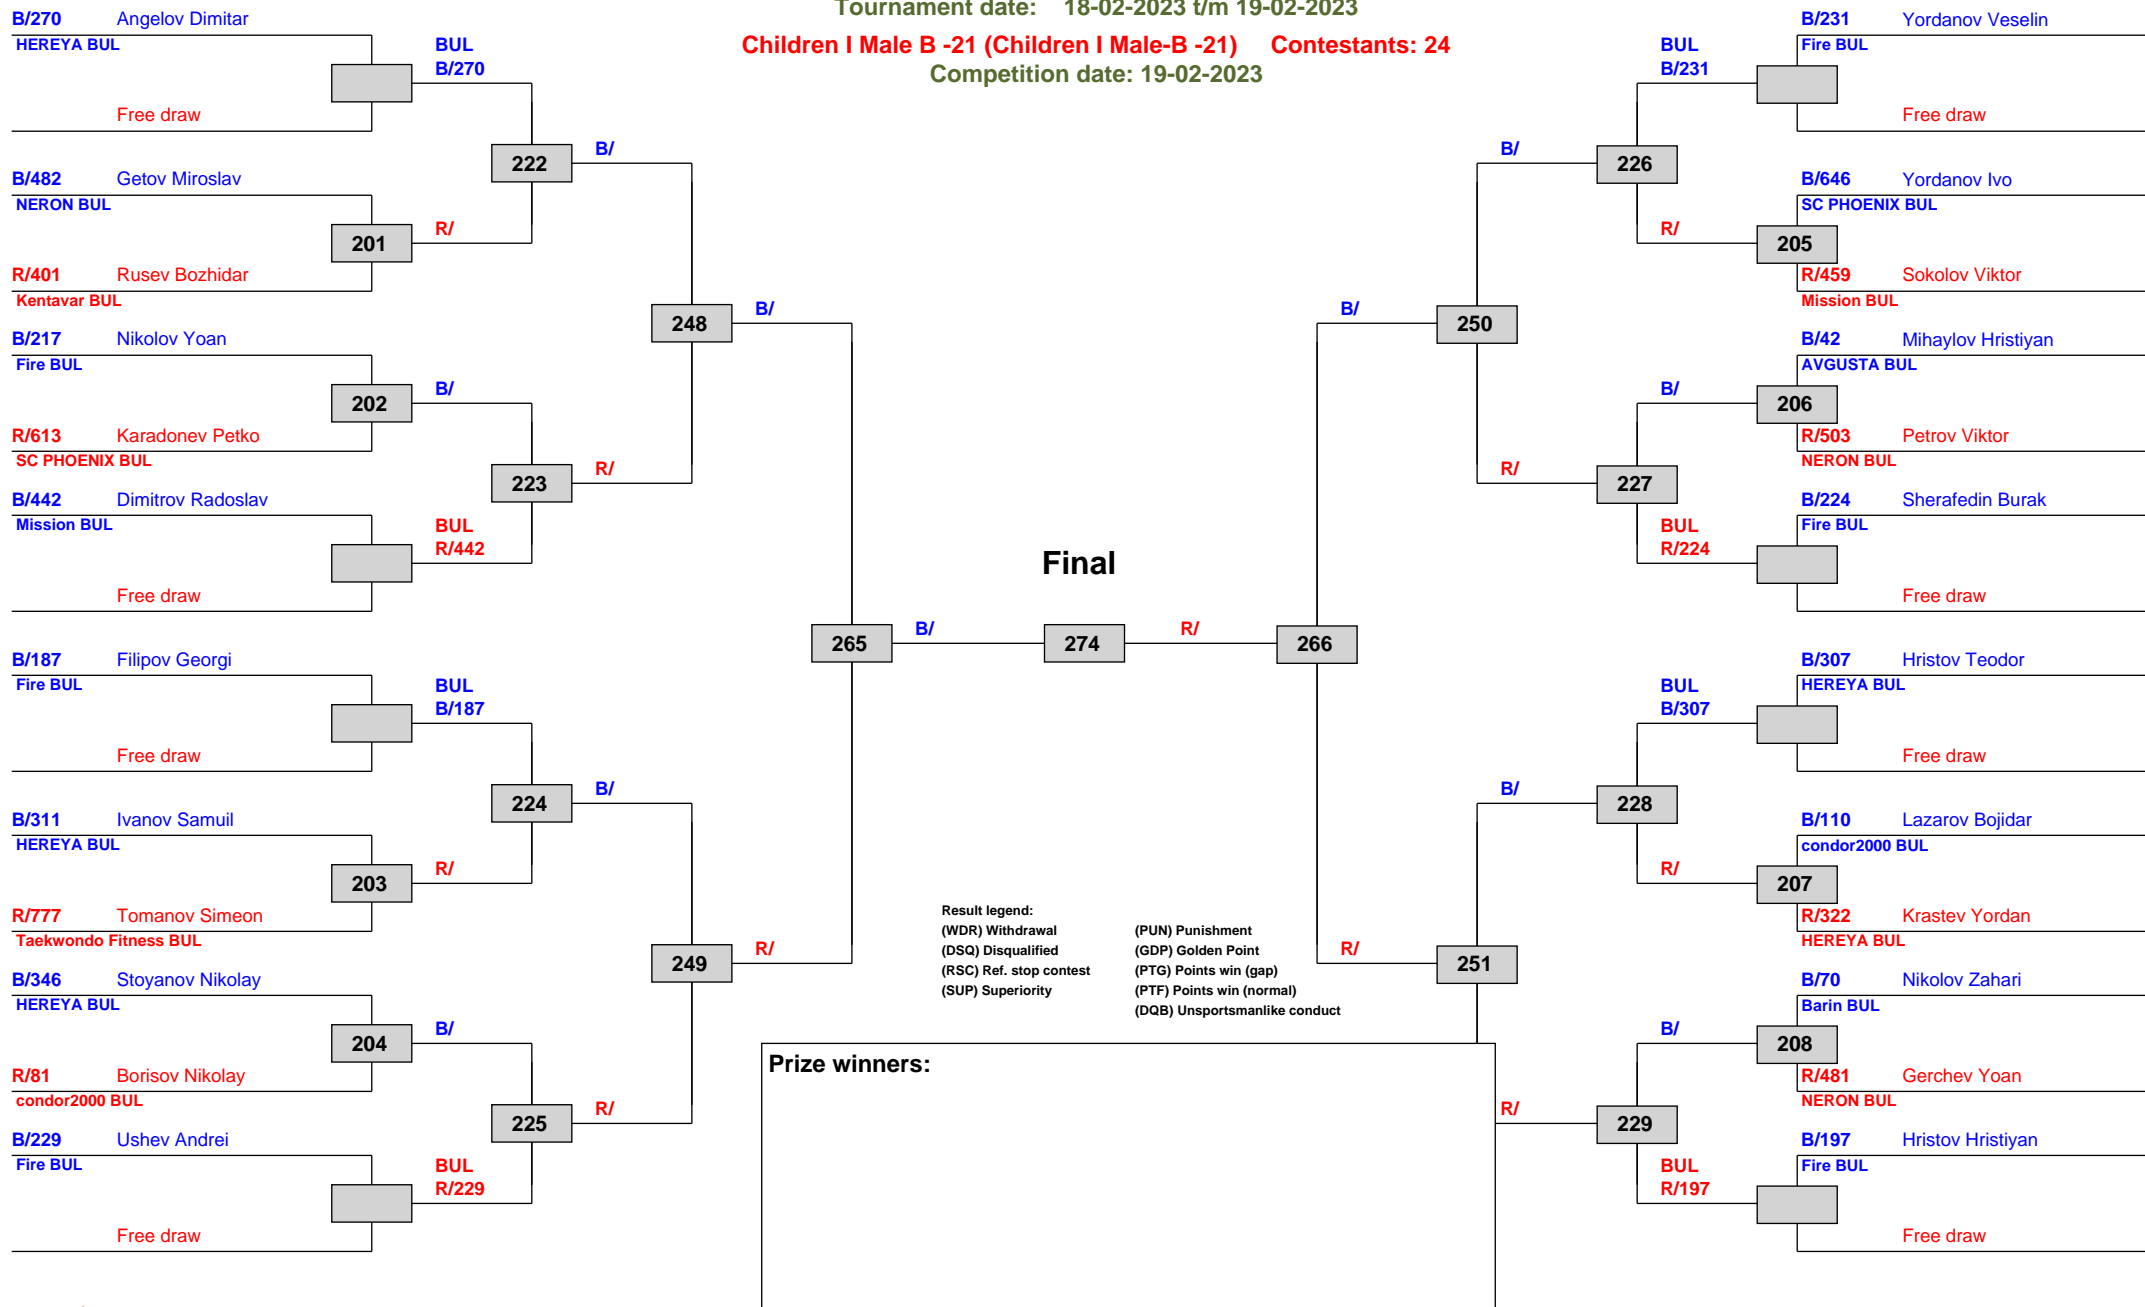 Tournament date: 18-02-2023 t/m 19-02-2023
Children I Male B -21 (Children I Male-B -21) Contestants: 24
Competition date: 19-02-2023
B/270 Angelov Dimitar
HEREYA BUL
BUL
B/270
Free draw
222
B/
B/482 Getov Miroslav
NERON BUL
201
R/
R/401 Rusev Bozhidar
Kentavar BUL
248
B/
B/217 Nikolov Yoan
Fire BUL
202
B/
R/613 Karadonev Petko
SC PHOENIX BUL
223
R/
B/442 Dimitrov Radoslav
Mission BUL
BUL
R/442
Free draw
265
B/
B/187 Filipov Georgi
Fire BUL
BUL
B/187
Free draw
224
B/
B/311 Ivanov Samuil
HEREYA BUL
203
R/
R/777 Tomanov Simeon
Taekwondo Fitness BUL
249
R/
B/346 Stoyanov Nikolay
HEREYA BUL
204
B/
R/81 Borisov Nikolay
condor2000 BUL
225
R/
B/229 Ushev Andrei
Fire BUL
BUL
R/229
Free draw
Final
274
R/
266
B/231 Yordanov Veselin
Fire BUL
BUL
B/231
Free draw
B/
226
B/646 Yordanov Ivo
SC PHOENIX BUL
R/
205
R/459 Sokolov Viktor
Mission BUL
B/
250
B/42 Mihaylov Hristiyan
AVGUSTA BUL
B/
206
R/503 Petrov Viktor
NERON BUL
R/
227
B/224 Sherafedin Burak
Fire BUL
BUL
R/224
Free draw
B/307 Hristov Teodor
HEREYA BUL
BUL
B/307
Free draw
B/
228
B/110 Lazarov Bojidar
condor2000 BUL
R/
207
R/322 Krastev Yordan
HEREYA BUL
R/
251
B/70 Nikolov Zahari
Barin BUL
B/
208
R/481 Gerchev Yoan
NERON BUL
R/
229
B/197 Hristov Hristiyan
Fire BUL
BUL
R/197
Free draw
Result legend:
(WDR) Withdrawal (PUN) Punishment
(DSQ) Disqualified (GDP) Golden Point
(RSC) Ref. stop contest (PTG) Points win (gap)
(SUP) Superiority (PTF) Points win (normal)
(DQB) Unsportsmanlike conduct
Prize winners: